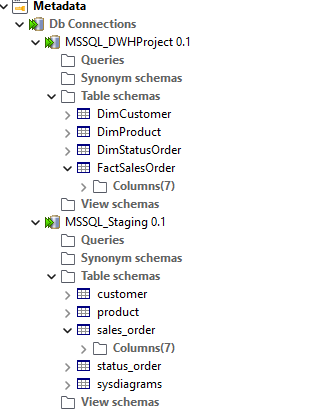 Metadata
Db Connections
MSSQL_DWHProject 0.1
Queries
Synonym schemas
Table schemas
DimCustomer
DimProduct
DimStatusOrder
FactSalesOrder
Columns(7)
View schemas
MSSQL_Staging 0.1
Queries
Synonym schemas
Table schemas
customer
product
sales_order
Columns(7)
status_order
sysdiagrams
View schemas